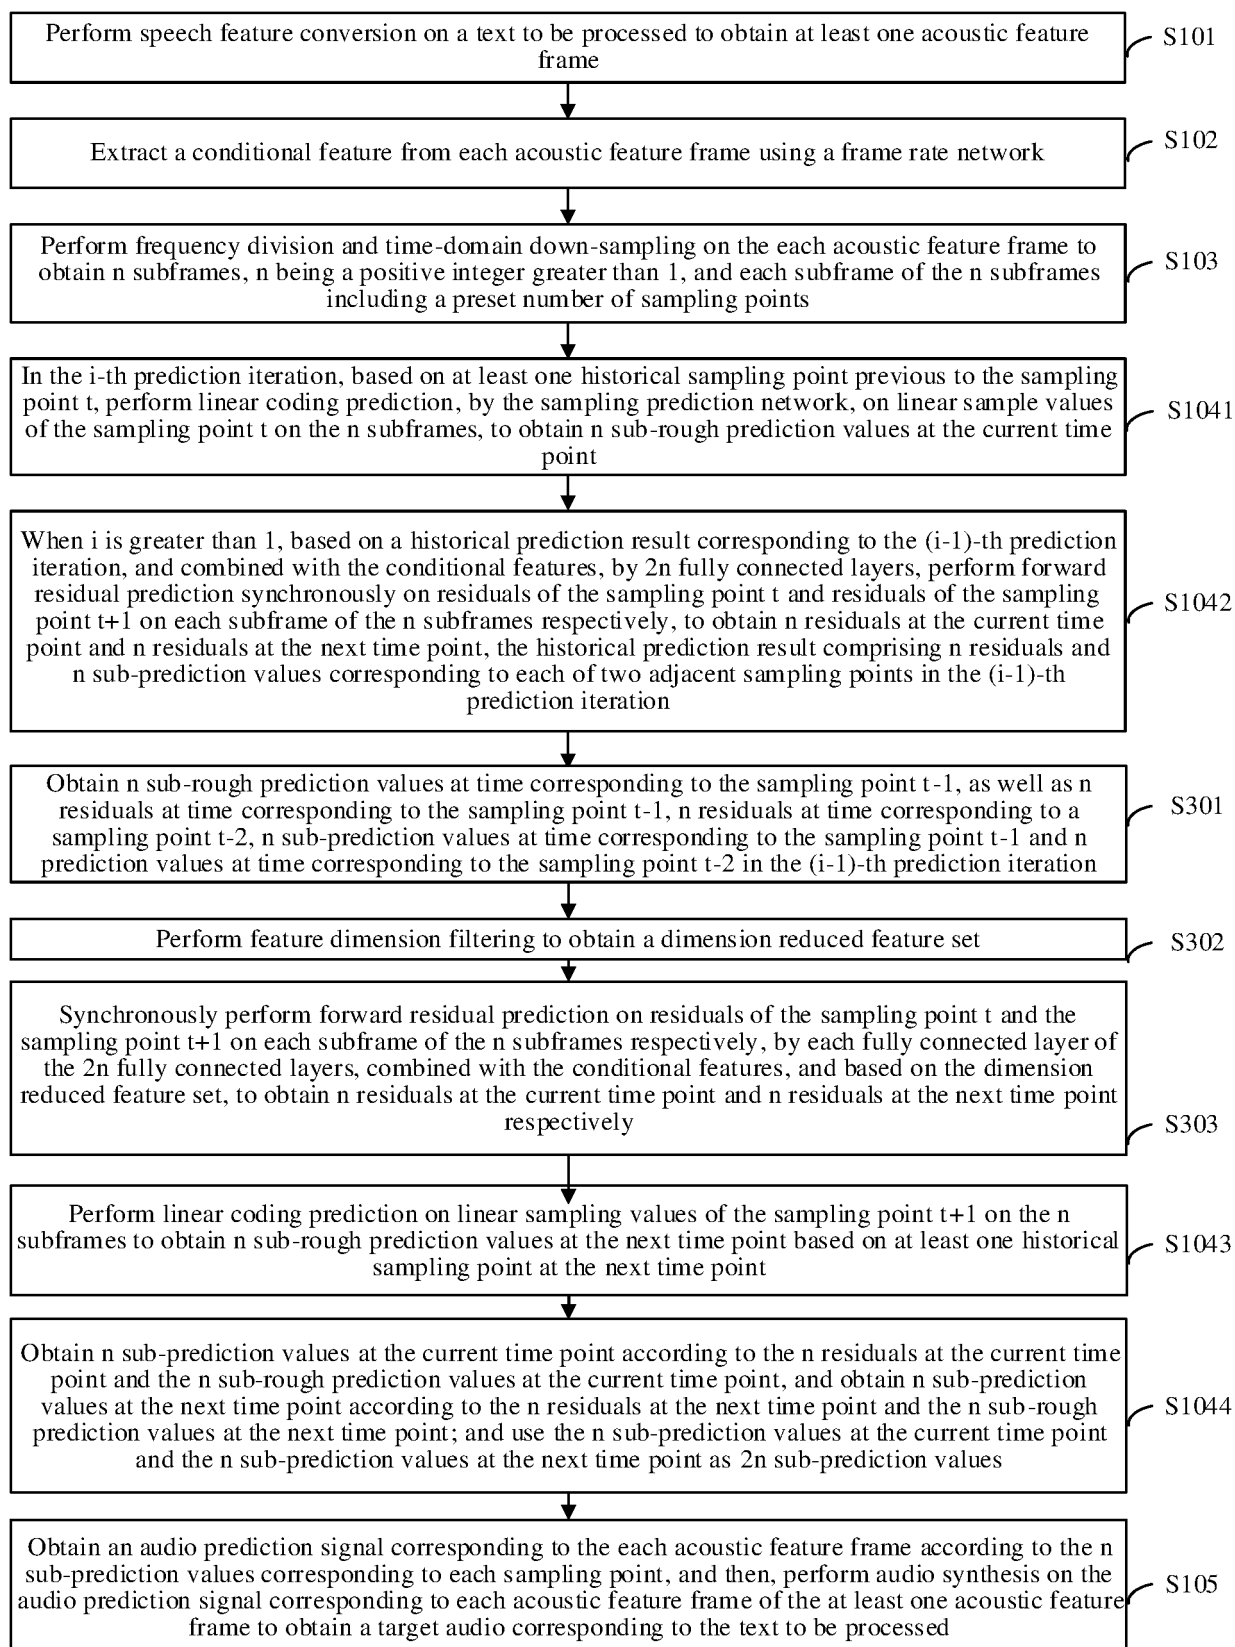 Perform speech feature conversion on a text to be processed to obtain at least one acoustic feature
frame
S101
Extract a conditional feature from each acoustic feature frame using a frame rate network
S102
Perform frequency division and time-domain down-sampling on the each acoustic feature frame to
obtain n subframes, n being a positive integer greater than 1, and each subframe of the n subframes
including a preset number of sampling points
S103
In the i-th prediction iteration, based on at least one historical sampling point previous to the sampling
point t, perform linear coding prediction, by the sampling prediction network, on linear sample values
of the sampling point t on the n subframes, to obtain n sub-rough prediction values at the current time
point
S1041
When i is greater than 1, based on a historical prediction result corresponding to the (i-1)-th prediction
iteration, and combined with the conditional features, by 2n fully connected layers, perform forward
residual prediction synchronously on residuals of the sampling point t and residuals of the sampling
point t+1 on each subframe of the n subframes respectively, to obtain n residuals at the current time
point and n residuals at the next time point, the historical prediction result comprising n residuals and
n sub-prediction values corresponding to each of two adjacent sampling points in the (i-1)-th
prediction iteration
S1042
Obtain n sub-rough prediction values at time corresponding to the sampling point t-1, as well as n
residuals at time corresponding to the sampling point t-1, n residuals at time corresponding to a
sampling point t-2, n sub-prediction values at time corresponding to the sampling point t-1 and n
prediction values at time corresponding to the sampling point t-2 in the (i-1)-th prediction iteration
S301
Perform feature dimension filtering to obtain a dimension reduced feature set
S302
Synchronously perform forward residual prediction on residuals of the sampling point t and the
sampling point t+1 on each subframe of the n subframes respectively, by each fully connected layer of
the 2n fully connected layers, combined with the conditional features, and based on the dimension
reduced feature set, to obtain n residuals at the current time point and n residuals at the next time point
respectively
S303
Perform linear coding prediction on linear sampling values of the sampling point t+1 on the n
subframes to obtain n sub-rough prediction values at the next time point based on at least one historical
sampling point at the next time point
S1043
Obtain n sub-prediction values at the current time point according to the n residuals at the current time
point and the n sub-rough prediction values at the current time point, and obtain n sub-prediction
values at the next time point according to the n residuals at the next time point and the n sub-rough
prediction values at the next time point; and use the n sub-prediction values at the current time point
and the n sub-prediction values at the next time point as 2n sub-prediction values
S1044
Obtain an audio prediction signal corresponding to the each acoustic feature frame according to the n
sub-prediction values corresponding to each sampling point, and then, perform audio synthesis on the
audio prediction signal corresponding to each acoustic feature frame of the at least one acoustic feature
frame to obtain a target audio corresponding to the text to be processed
S105